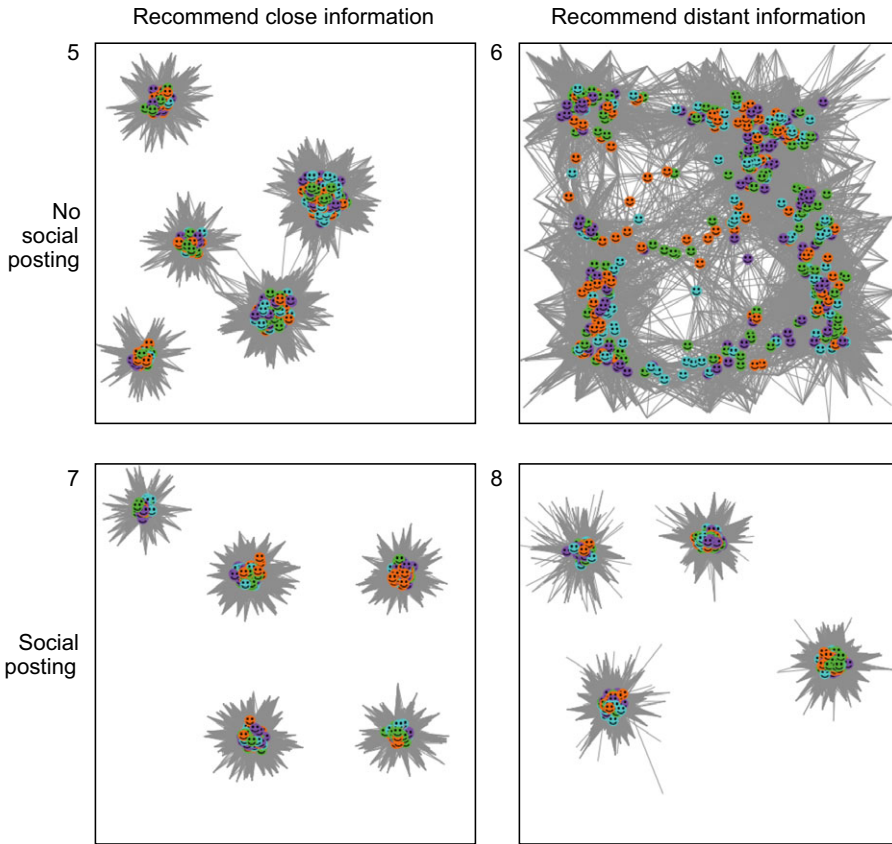 Recommend close information
Recommend distant information
5
6
No
social
posting
7
8
Social
posting